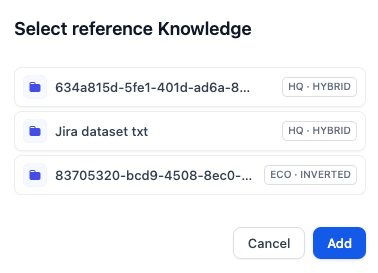 Select reference Knowledge
634a815d-5fe1-401d-ad6a-8... HQ · HYBRID
Jira dataset txt HQ · HYBRID
83705320-bcd9-4508-8ec0-... ECO · INVERTED
Cancel Add